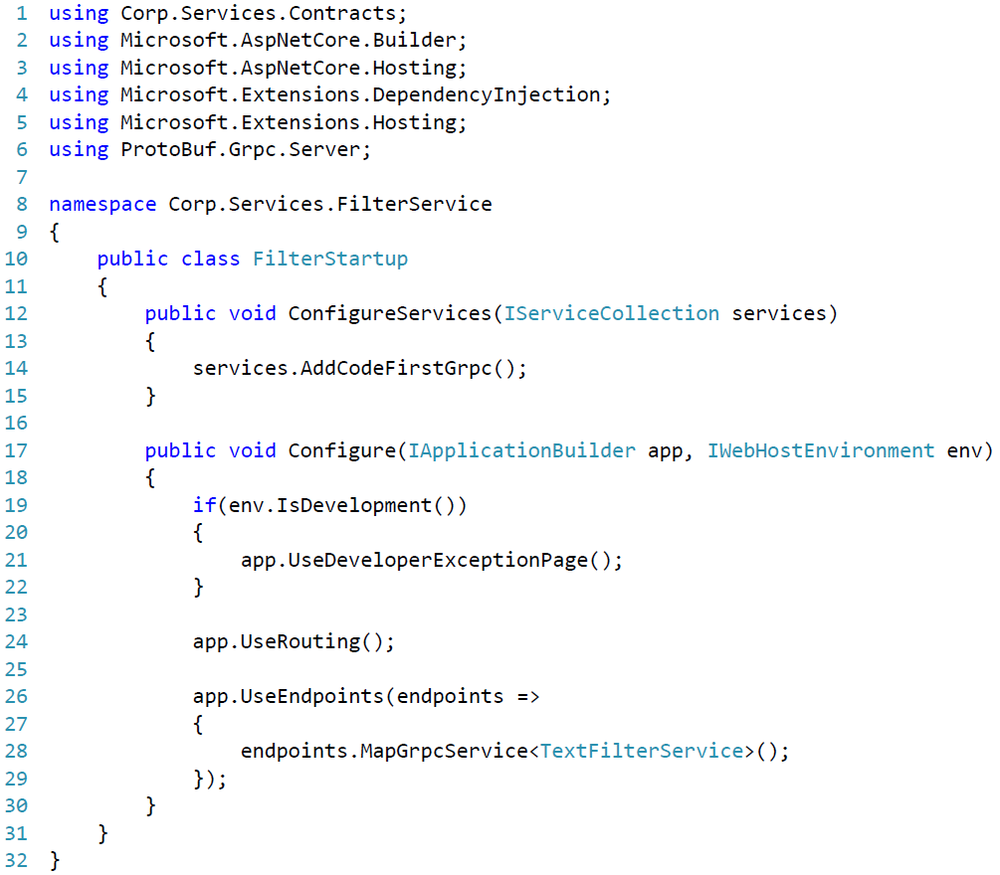 1 using Corp.Services.Contracts;
2 using Microsoft.AspNetCore.Builder;
3 using Microsoft.AspNetCore.Hosting;
4 using Microsoft.Extensions.DependencyInjection;
5 using Microsoft.Extensions.Hosting;
6 using ProtoBuf.Grpc.Server;
7
8 namespace Corp.Services.FilterService
9 {
10     public class FilterStartup
11     {
12         public void ConfigureServices(IServiceCollection services)
13         {
14             services.AddCodeFirstGrpc();
15         }
16
17         public void Configure(IApplicationBuilder app, IWebHostEnvironment env)
18         {
19             if(env.IsDevelopment())
20             {
21                 app.UseDeveloperExceptionPage();
22             }
23
24             app.UseRouting();
25
26             app.UseEndpoints(endpoints =>
27             {
28                 endpoints.MapGrpcService<TextFilterService>();
29             });
30         }
31     }
32 }